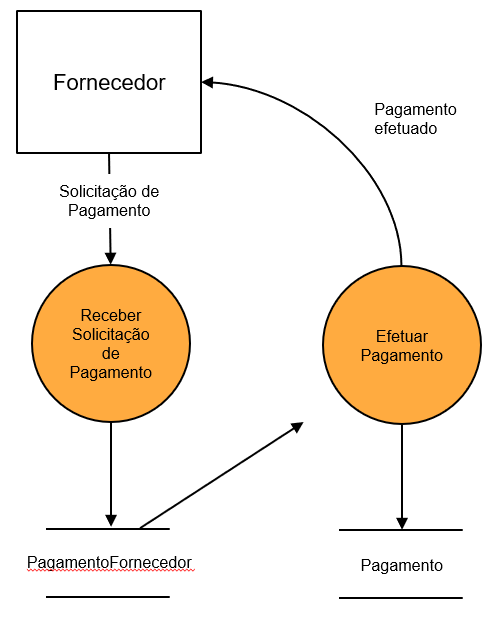 Fornecedor
Pagamento
efetuado
Solicitação de
Pagamento
Receber
Solicitação
de
Pagamento
Efetuar
Pagamento
PagamentoFornecedor
Pagamento